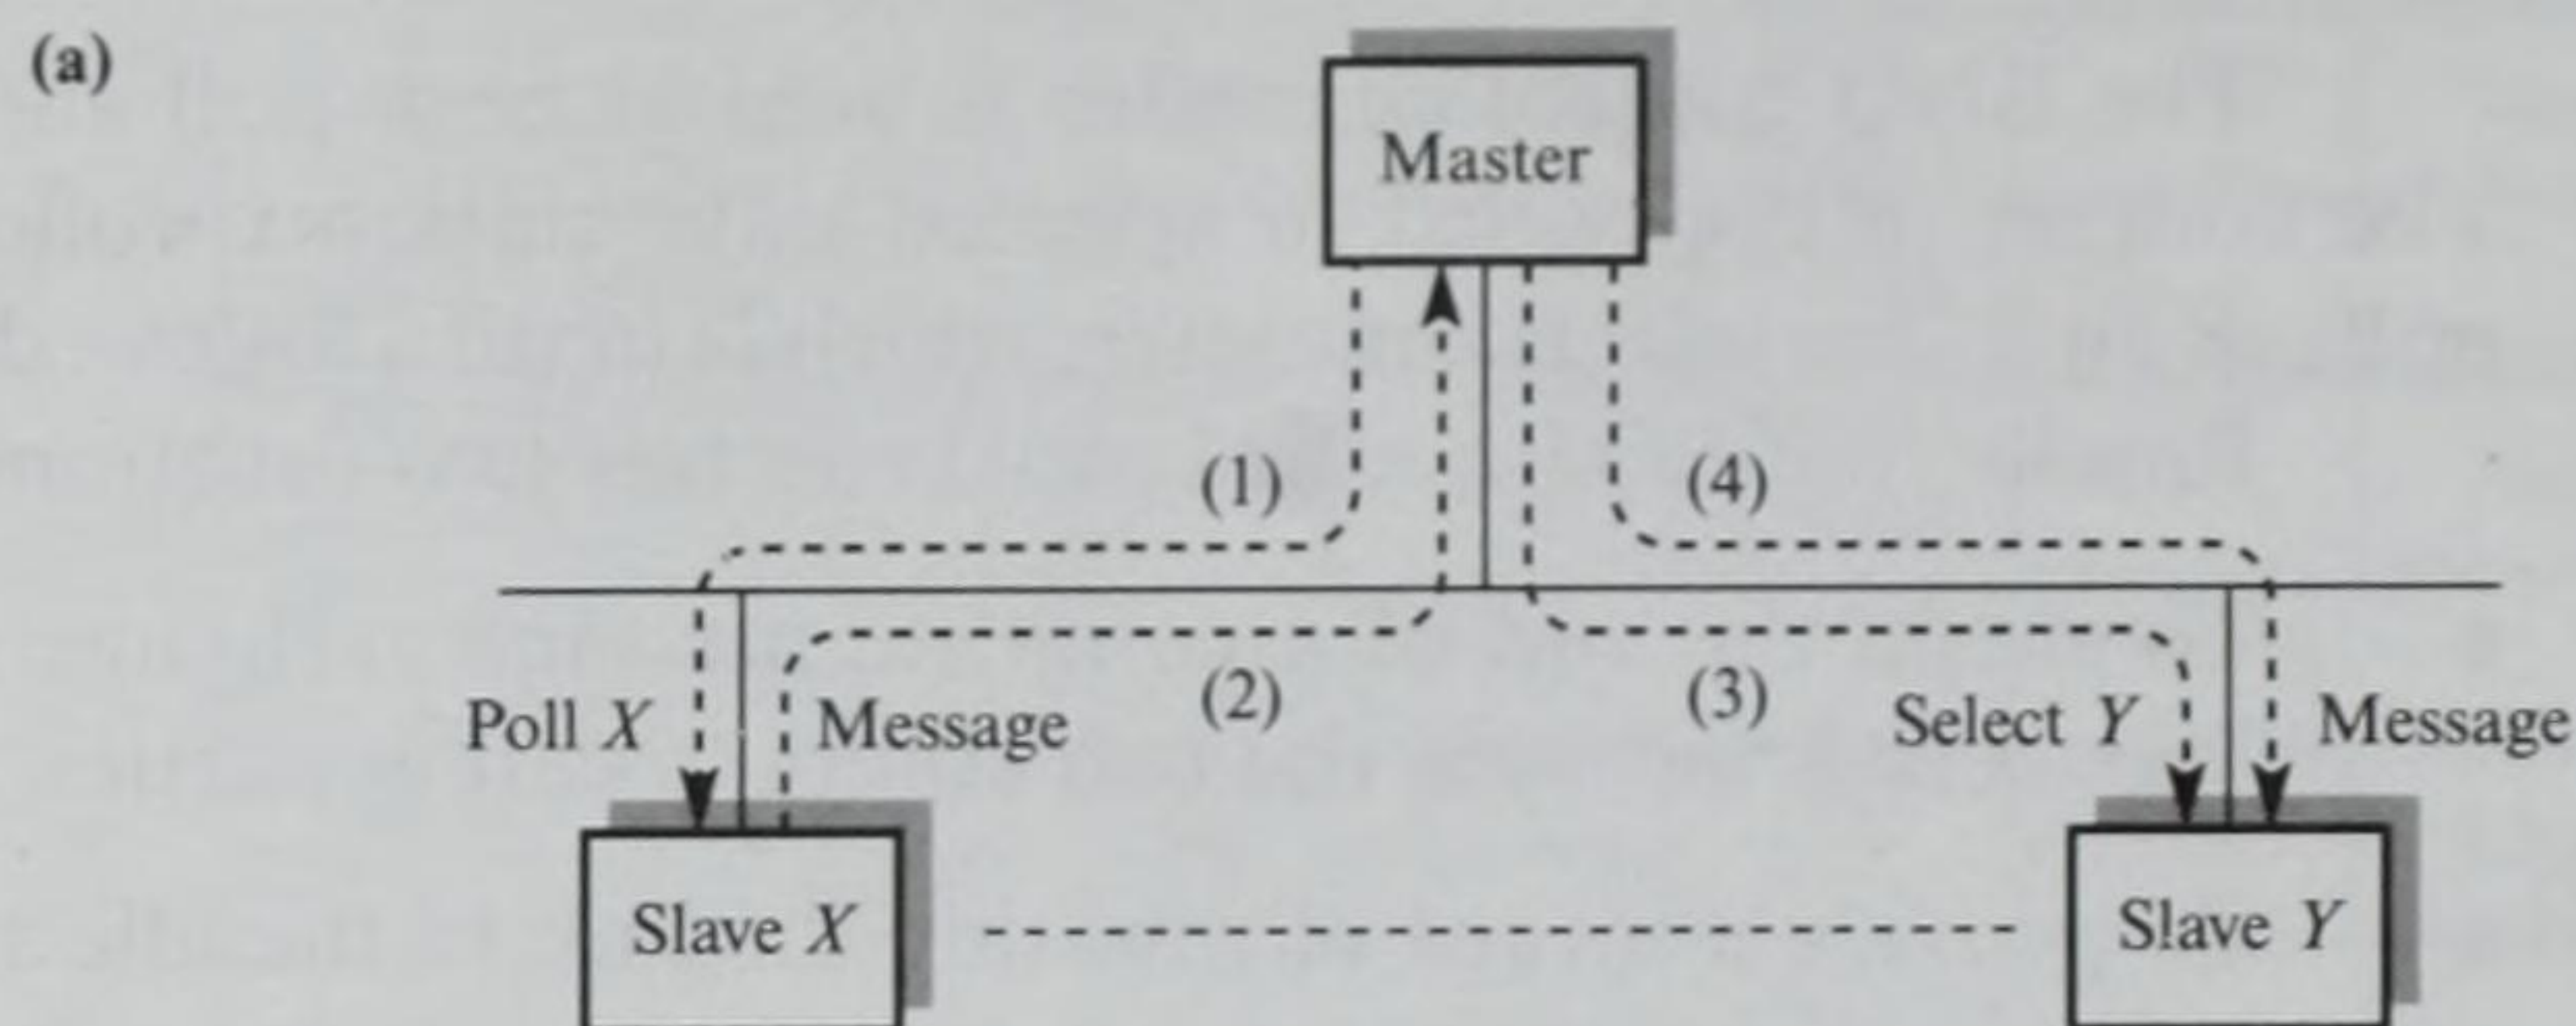 (a)
Master
(1)
(4)
(2)
(3)
Poll X
Message
Select Y
Message
Slave X
Slave Y